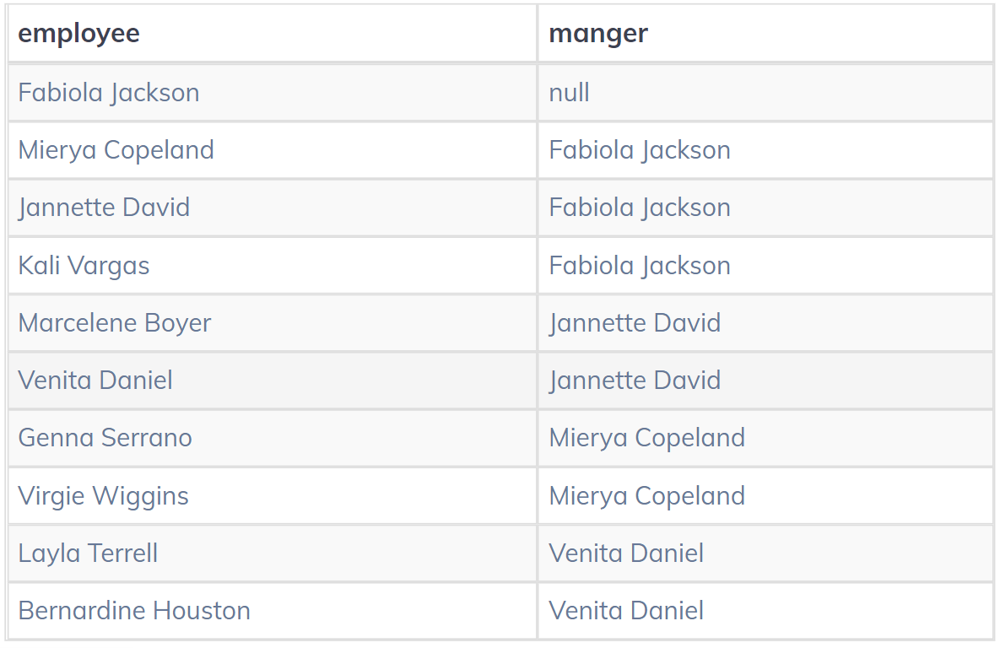 employee manger
Fabiola Jackson null
Mierya Copeland Fabiola Jackson
Jannette David Fabiola Jackson
Kali Vargas Fabiola Jackson
Marcelene Boyer Jannette David
Venita Daniel Jannette David
Genna Serrano Mierya Copeland
Virgie Wiggins Mierya Copeland
Layla Terrell Venita Daniel
Bernardine Houston Venita Daniel